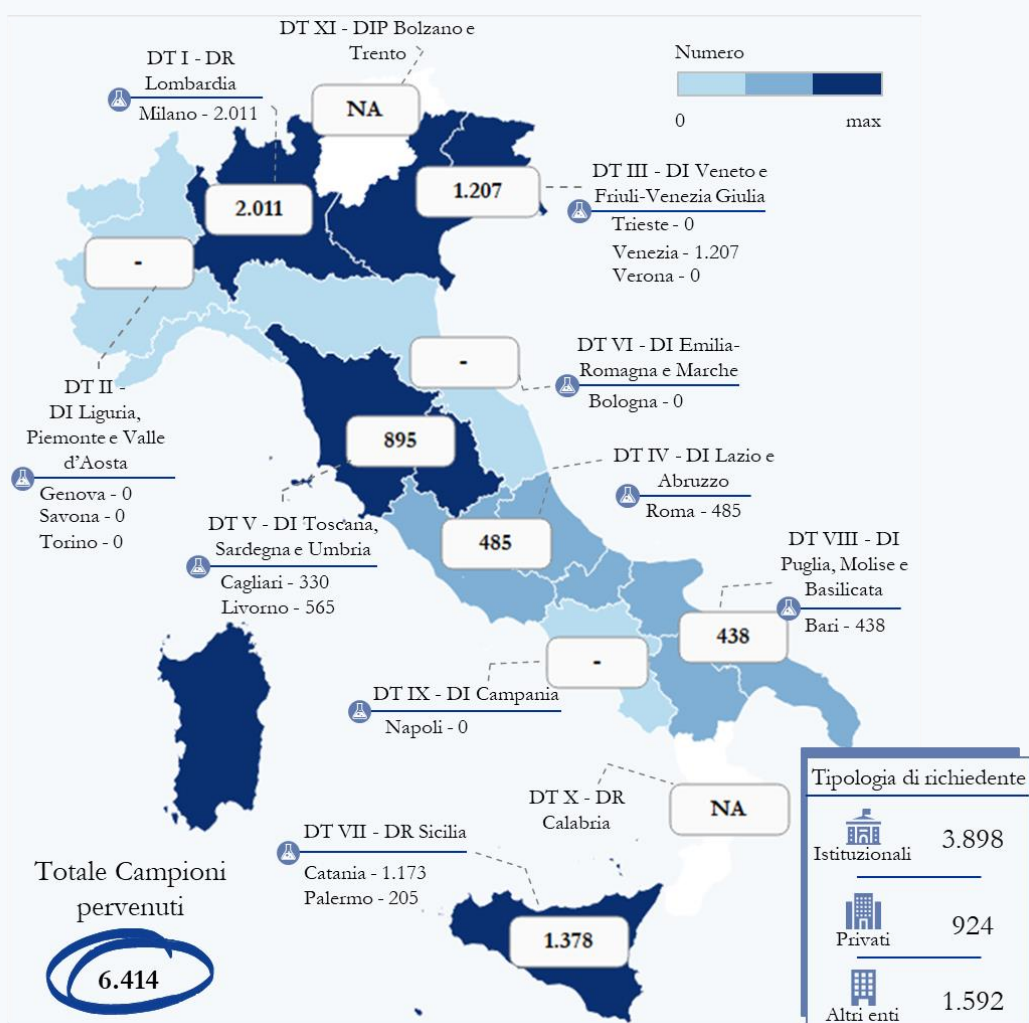 DT XI - DIP Bolzano e
Trento
NA
DT I - DR
Lombardia
Milano - 2.011
2.011
Numero
0
max
DT III - DI Veneto e
Friuli-Venezia Giulia
Trieste - 0
Venezia - 1.207
Verona - 0
1.207
-
DT II -
DI Liguria,
Piemonte e Valle
d'Aosta
Genova - 0
Savona - 0
Torino - 0
-
DT VI - DI Emilia-
Romagna e Marche
Bologna - 0
895
DT V - DI Toscana,
Sardegna e Umbria
Cagliari - 330
Livorno - 565
DT IV - DI Lazio e
Abruzzo
Roma - 485
485
DT VIII - DI
Puglia, Molise e
Basilicata
Bari - 438
438
-
DT IX - DI Campania
Napoli - 0
DT X - DR
Calabria
NA
DT VII - DR Sicilia
Catania - 1.173
Palermo - 205
1.378
Totale Campioni
pervenuti
6.414
Tipologia di richiedente
Istituzionali
3.898
Privati
924
Altri enti
1.592